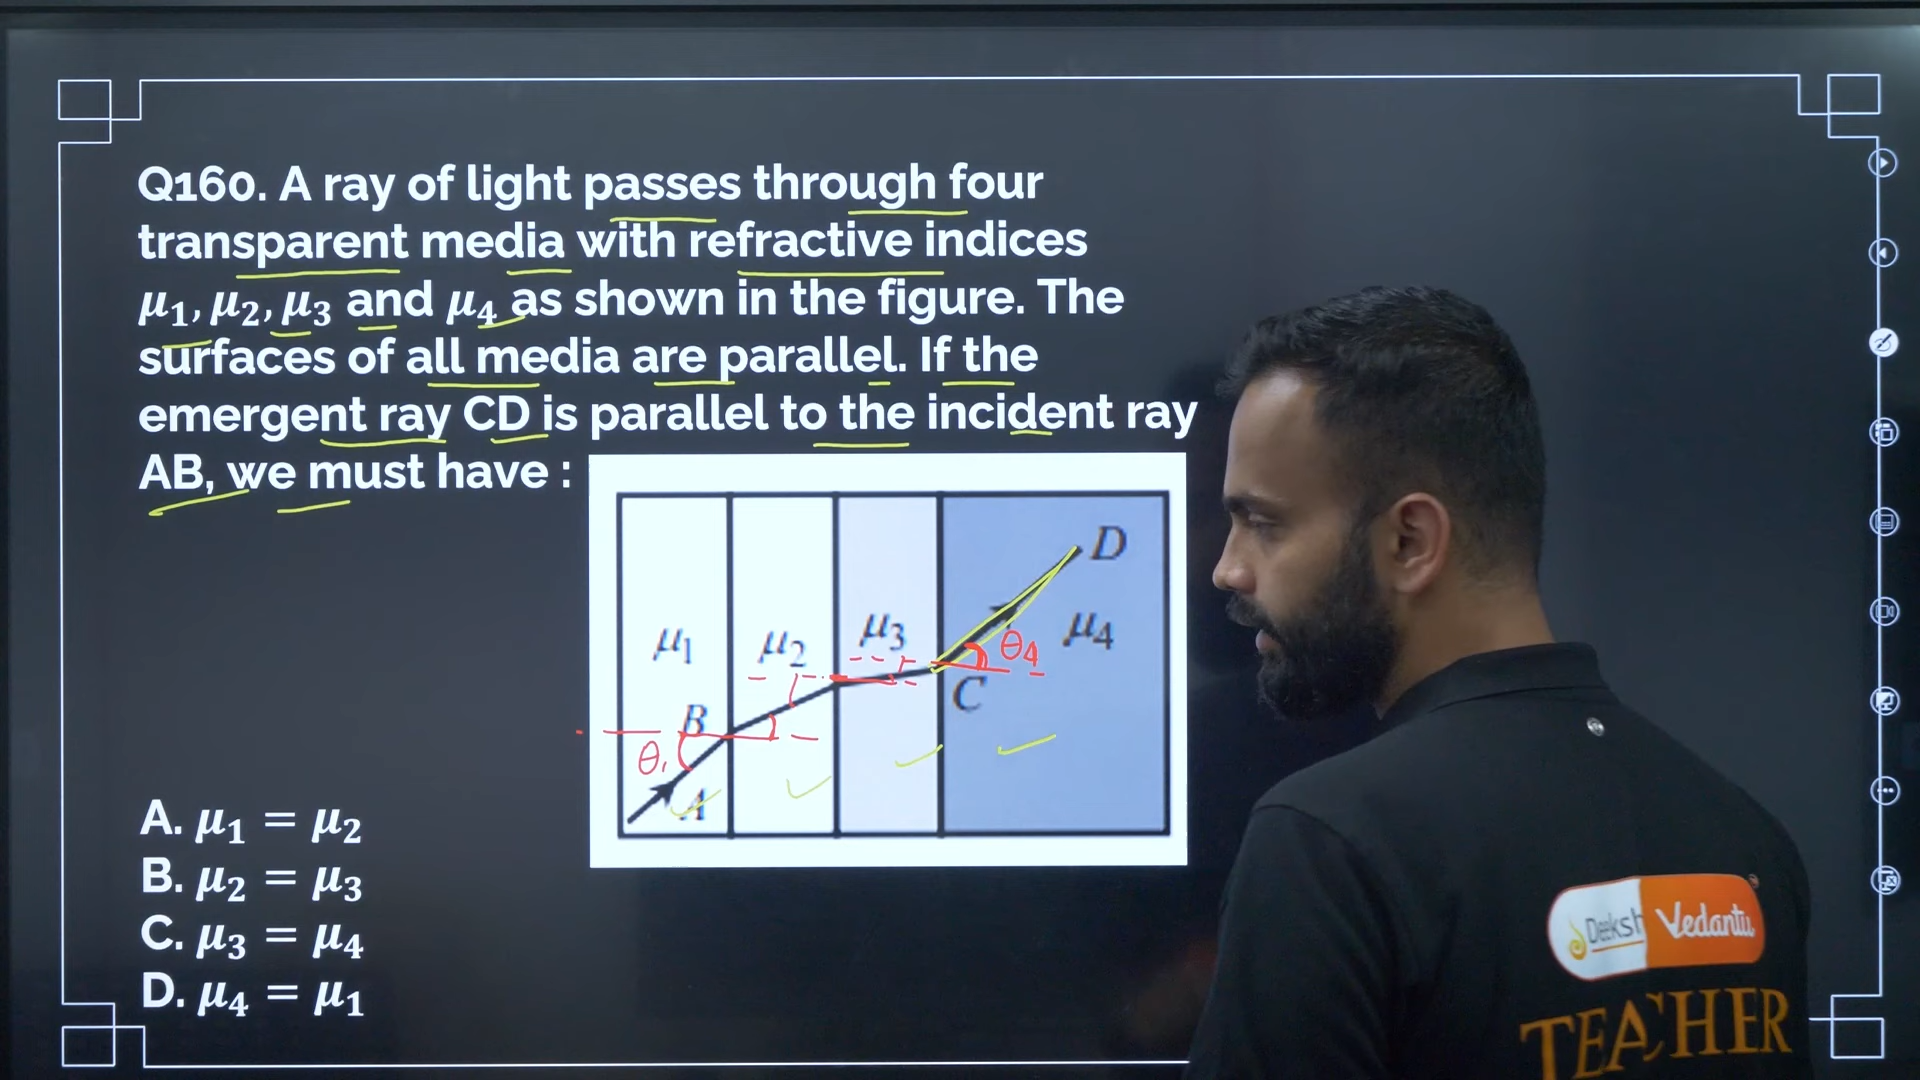 Q160. A ray of light passes through four
transparent media with refractive indices
μ₁, μ₂, μ₃ and μ₄ as shown in the figure. The
surfaces of all media are parallel. If the
emergent ray CD is parallel to the incident ray
AB, we must have :
D
μ₁
μ₂
μ₃
μ₄
θ₄
C
B
θ₁
A
A. μ₁ = μ₂
B. μ₂ = μ₃
C. μ₃ = μ₄
D. μ₄ = μ₁
Deeksh Vedantu
TEACHER